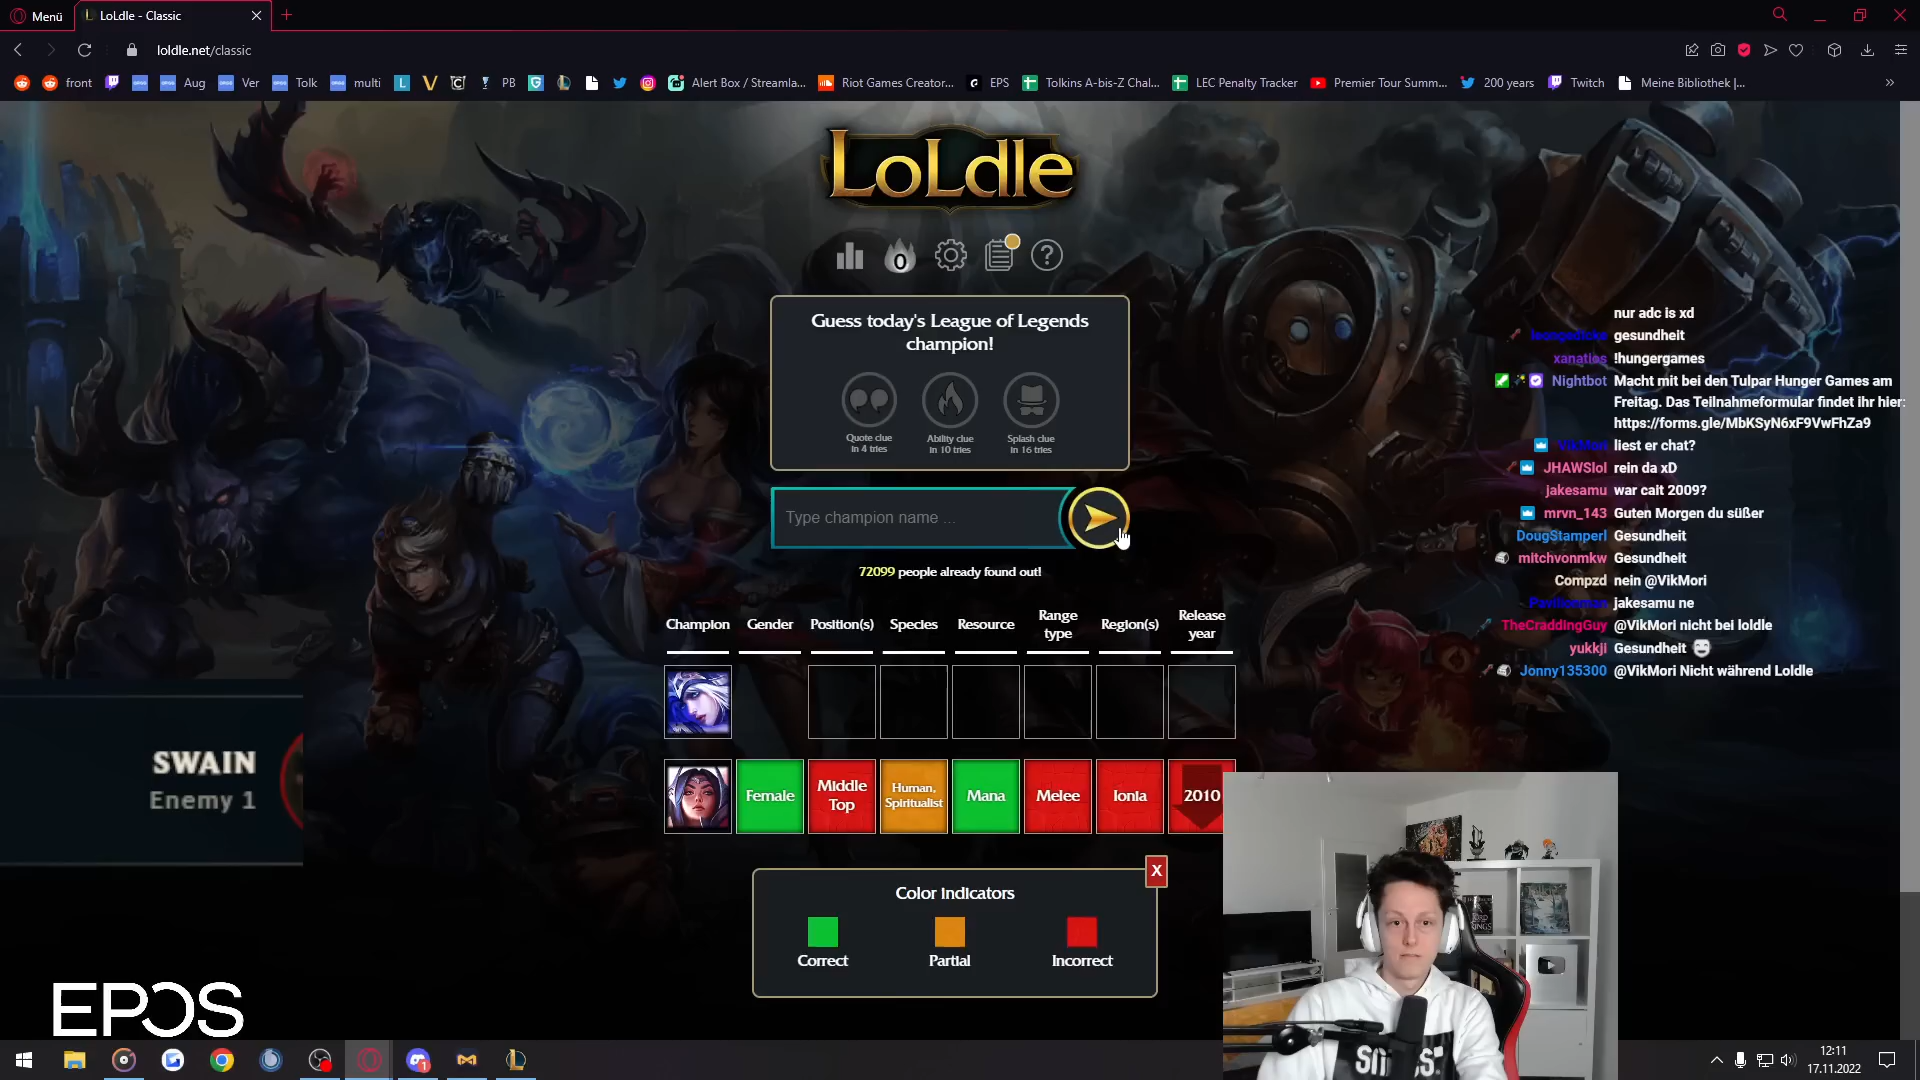 Menü
LoLdle - Classic
loldle.net/classic
front
Aug
Ver
Tolk
multi
PB
Alert Box / Streamla...
Riot Games Creator...
EPS
Tolkins A-bis-Z Chal...
LEC Penalty Tracker
Premier Tour Summ...
200 years
Twitch
Meine Bibliothek |...
LoLdle
0
Guess today's League of Legends
champion!
Quote clue
in 4 tries
Ability clue
in 10 tries
Splash clue
in 16 tries
Type champion name ...
72099 people already found out!
Champion
Gender
Position(s)
Species
Resource
Range
type
Region(s)
Release
year
Female
Middle
Top
Human,
Spiritualist
Mana
Melee
Ionia
2010
X
Color indicators
Correct
Partial
Incorrect
nur adc is xd
gesundheit
xanatios !hungergames
Nightbot Macht mit bei den Tulpar Hunger Games am
Freitag. Das Teilnahmeformular findet ihr hier:
https://forms.gle/MbKSyN6xF9VwFhZa9
VikMori liest er chat?
JHAWSlol rein da xD
jakesamu war cait 2009?
mrvn_143 Guten Morgen du süßer
DougStamperl Gesundheit
mitchvonmkw Gesundheit
Compzd nein @VikMori
jakesamu ne
TheCraddingGuy @VikMori nicht bei loldle
yukkji Gesundheit
Jonny135300 @VikMori Nicht während Loldle
SWAIN
Enemy 1
EPOS
12:11
17.11.2022